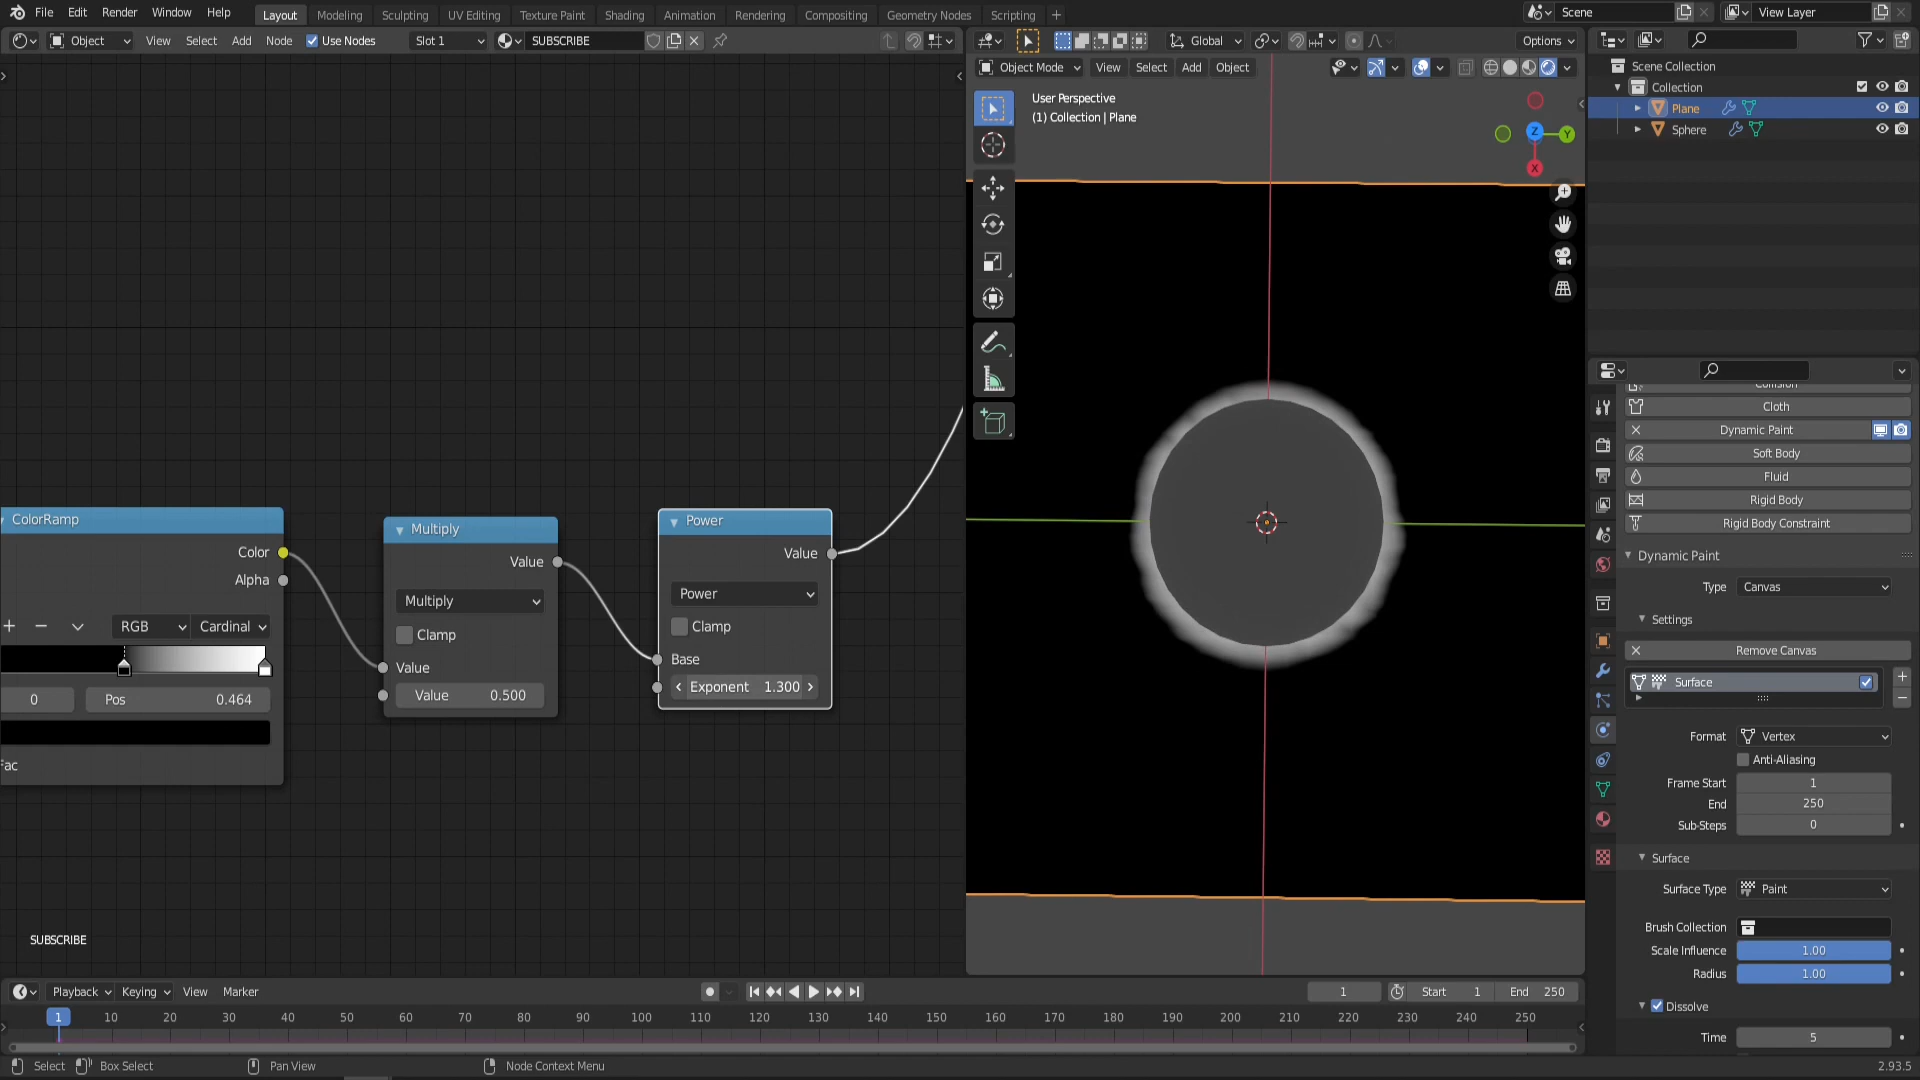 File Edit Render Window Help
Layout Modeling Sculpting UV Editing Texture Paint Shading Animation Rendering Compositing Geometry Nodes Scripting
Scene View Layer
Object View Select Add Node Use Nodes Slot 1 SUBSCRIBE
Global Options
Object Mode View Select Add Object
User Perspective
(1) Collection | Plane
Z
Y
X
Scene Collection
Collection
Plane
Sphere
ColorRamp
Color
Alpha
RGB Cardinal
0 Pos 0.464
Fac
Multiply
Value
Multiply
Clamp
Value
Value 0.500
Power
Value
Power
Clamp
Base
Exponent 1.300
SUBSCRIBE
Collision
Cloth
Dynamic Paint
Soft Body
Fluid
Rigid Body
Rigid Body Constraint
Dynamic Paint
Type Canvas
Settings
Remove Canvas
Surface
Format Vertex
Anti-Aliasing
Frame Start 1
End 250
Sub-Steps 0
Surface
Surface Type Paint
Brush Collection
Scale Influence 1.00
Radius 1.00
Dissolve
Time 5
Playback Keying View Marker
1 Start 1 End 250
1 10 20 30 40 50 60 70 80 90 100 110 120 130 140 150 160 170 180 190 200 210 220 230 240 250
Select Box Select Pan View Node Context Menu 2.93.5